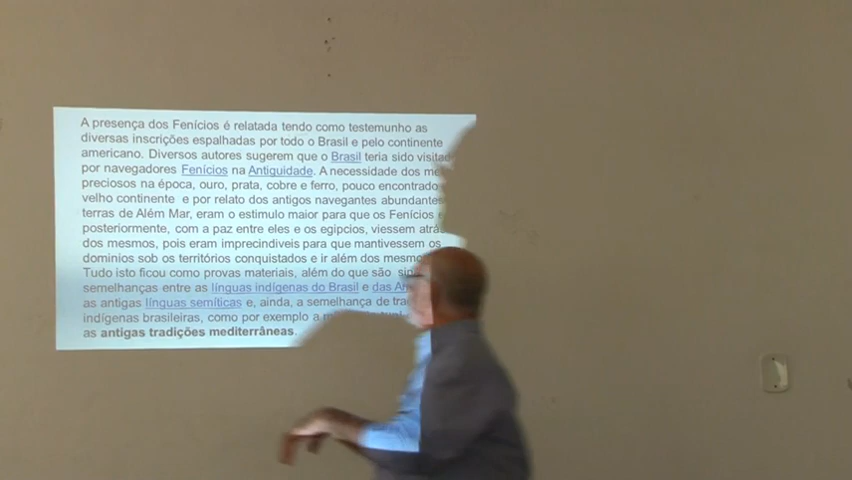 A presença dos Fenícios é relatada tendo como testemunho as
diversas inscrições espalhadas por todo o Brasil e pelo continente
americano. Diversos autores sugerem que o Brasil teria sido visitad
por navegadores Fenícios na Antiguidade. A necessidade dos me
preciosos na época, ouro, prata, cobre e ferro, pouco encontrado
velho continente e por relato dos antigos navegantes abundantes
terras de Além Mar, eram o estimulo maior para que os Fenícios e
posteriormente, com a paz entre eles e os egípcios, viessem atrás
dos mesmos, pois eram imprecindiveis para que mantivessem os
dominios sob os territórios conquistados e ir além dos mesmos
Tudo isto ficou como provas materiais, além do que são
semelhanças entre as línguas indígenas do Brasil e das
as antigas línguas semíticas e, ainda, a semelhança de
indígenas brasileiras, como por exemplo a
as antigas tradições mediterrâneas.